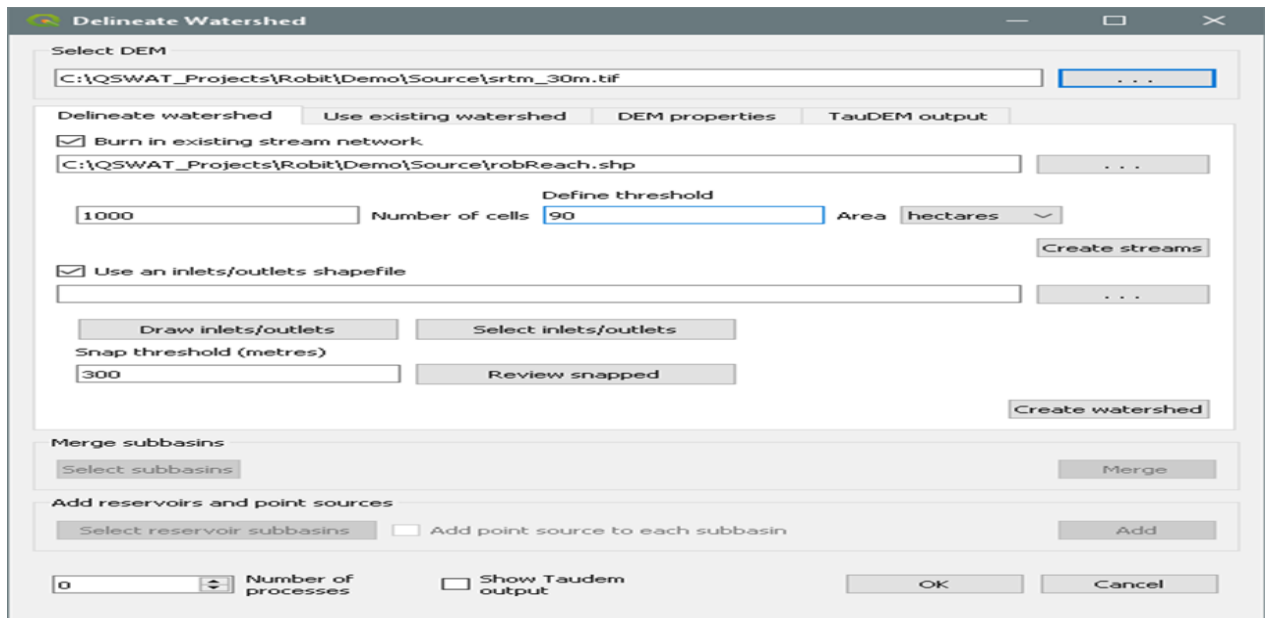 Delineate Watershed
Select DEM
C:\QSWAT_Projects\Robit\Demo\Source\srtm_30m.tif ...
Delineate watershed Use existing watershed DEM properties TauDEM output
Burn in existing stream network
C:\QSWAT_Projects\Robit\Demo\Source\robReach.shp ...
Define threshold
1000 Number of cells 90 Area hectares
Create streams
Use an inlets/outlets shapefile
...
Draw inlets/outlets Select inlets/outlets
Snap threshold (metres)
300 Review snapped
Create watershed
Merge subbasins
Select subbasins Merge
Add reservoirs and point sources
Select reservoir subbasins Add point source to each subbasin Add
0 Number of processes Show Taudem output OK Cancel